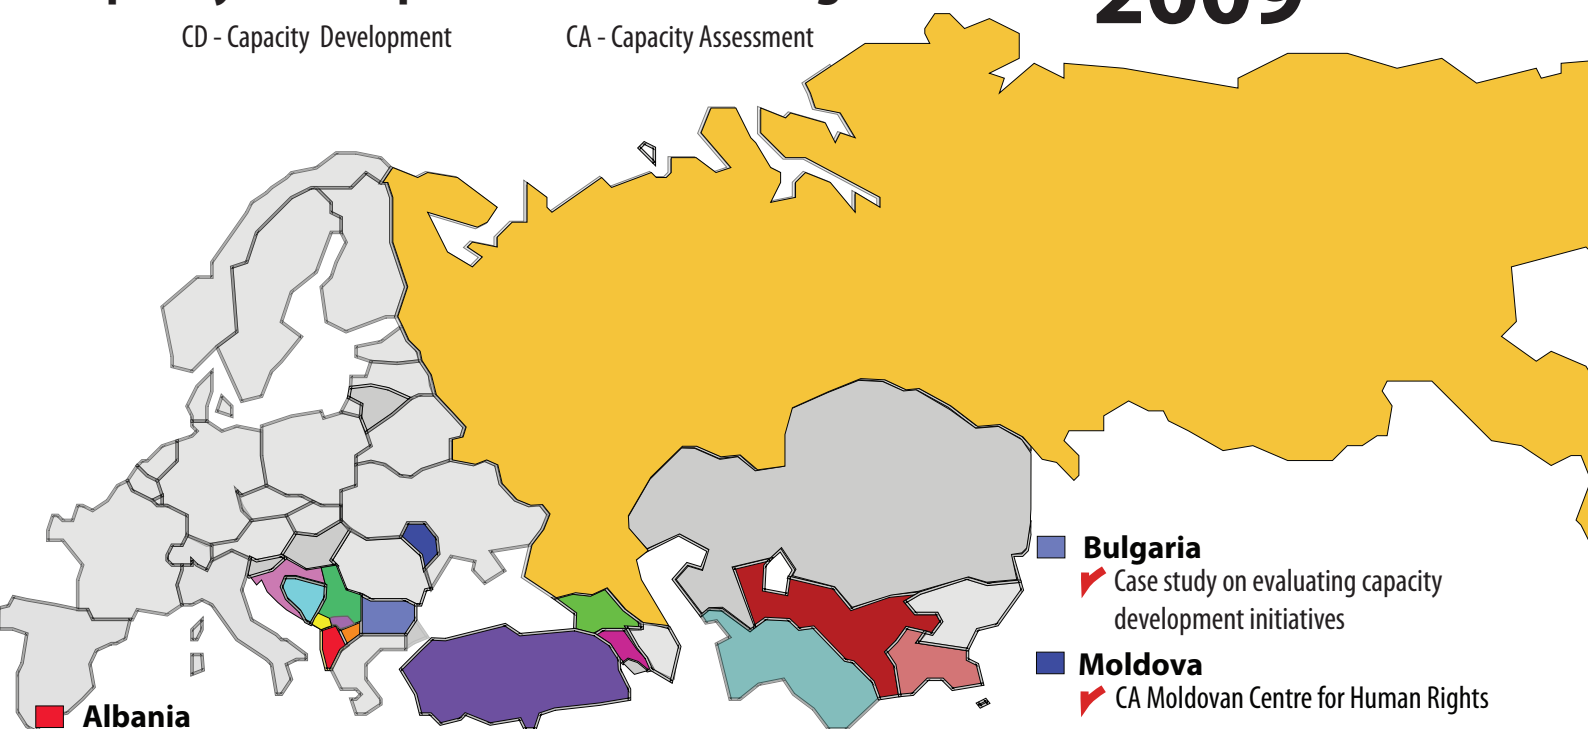 2009
CD - Capacity Development
CA - Capacity Assessment
Bulgaria
Case study on evaluating capacity
development initiatives
Moldova
CA Moldovan Centre for Human Rights
Albania